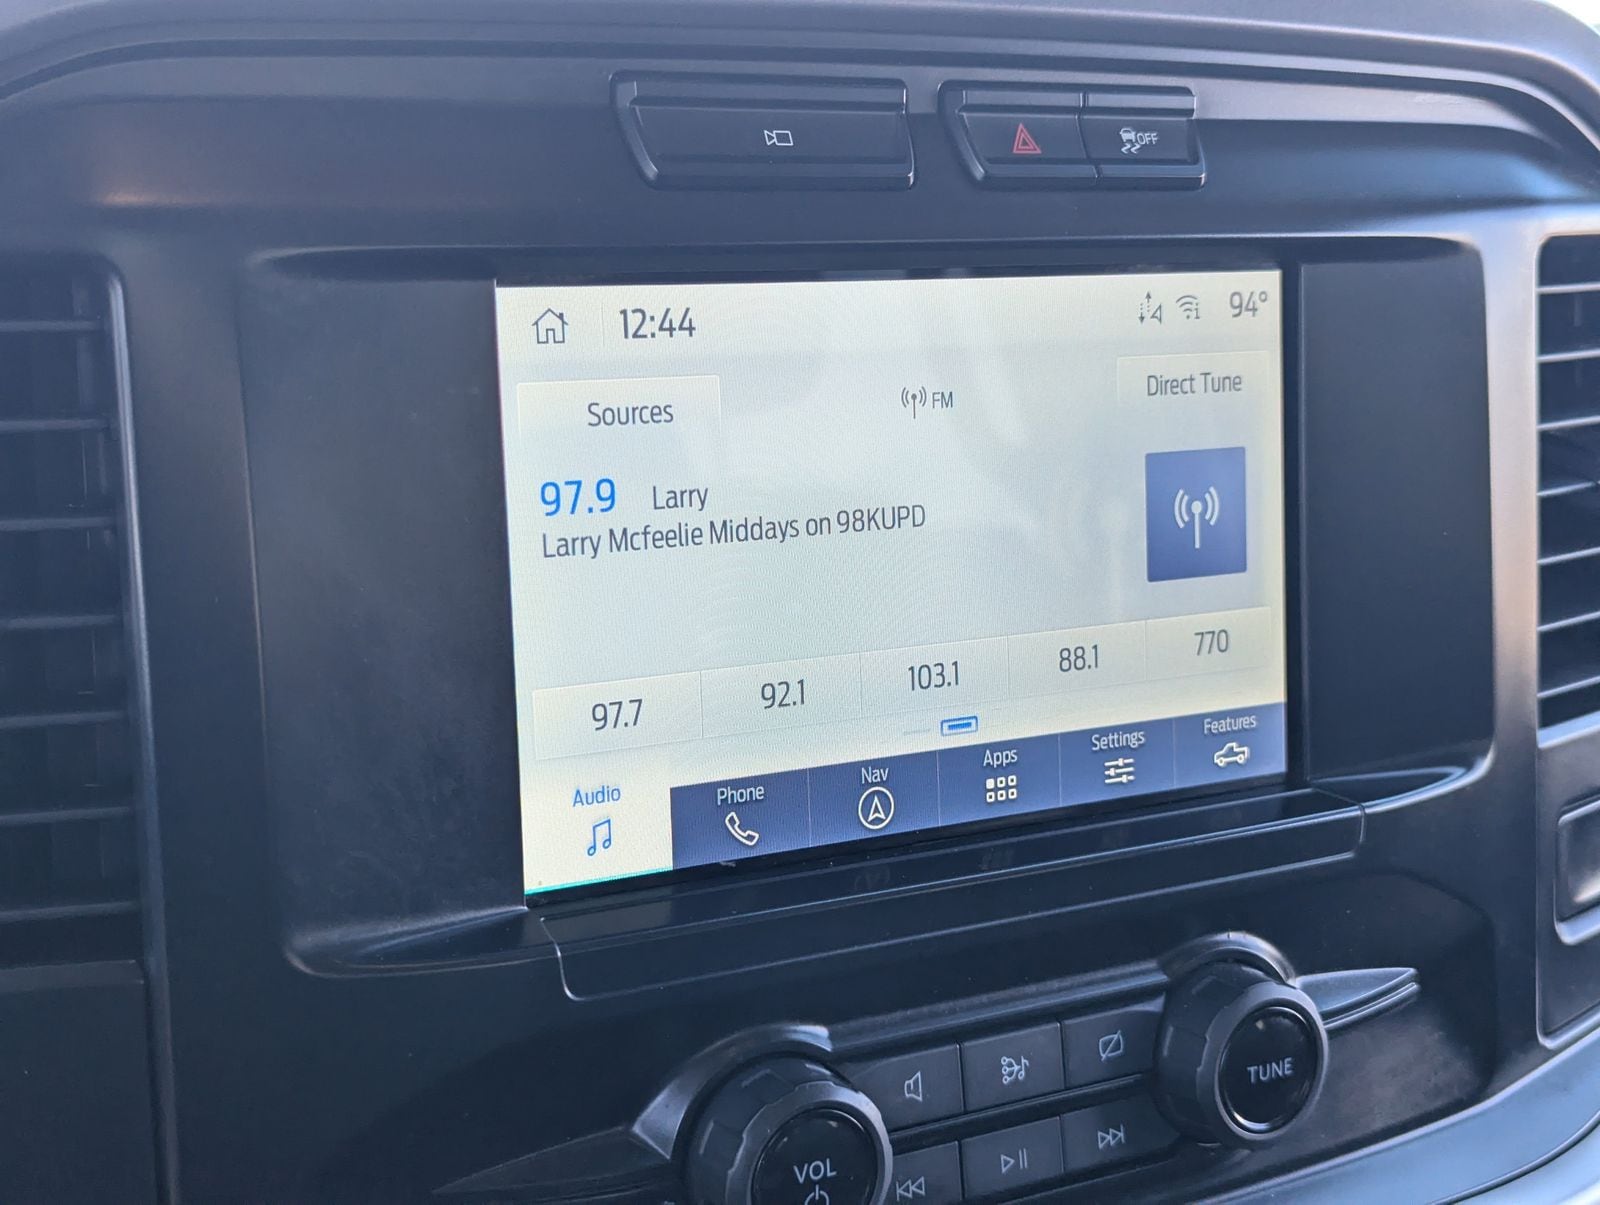 OFF
12:44
94°
Sources
FM
Direct Tune
97.9 Larry
Larry Mcfeelie Middays on 98KUPD
97.7 92.1 103.1 88.1 770
Audio Phone Nav Apps Settings Features
TUNE
VOL